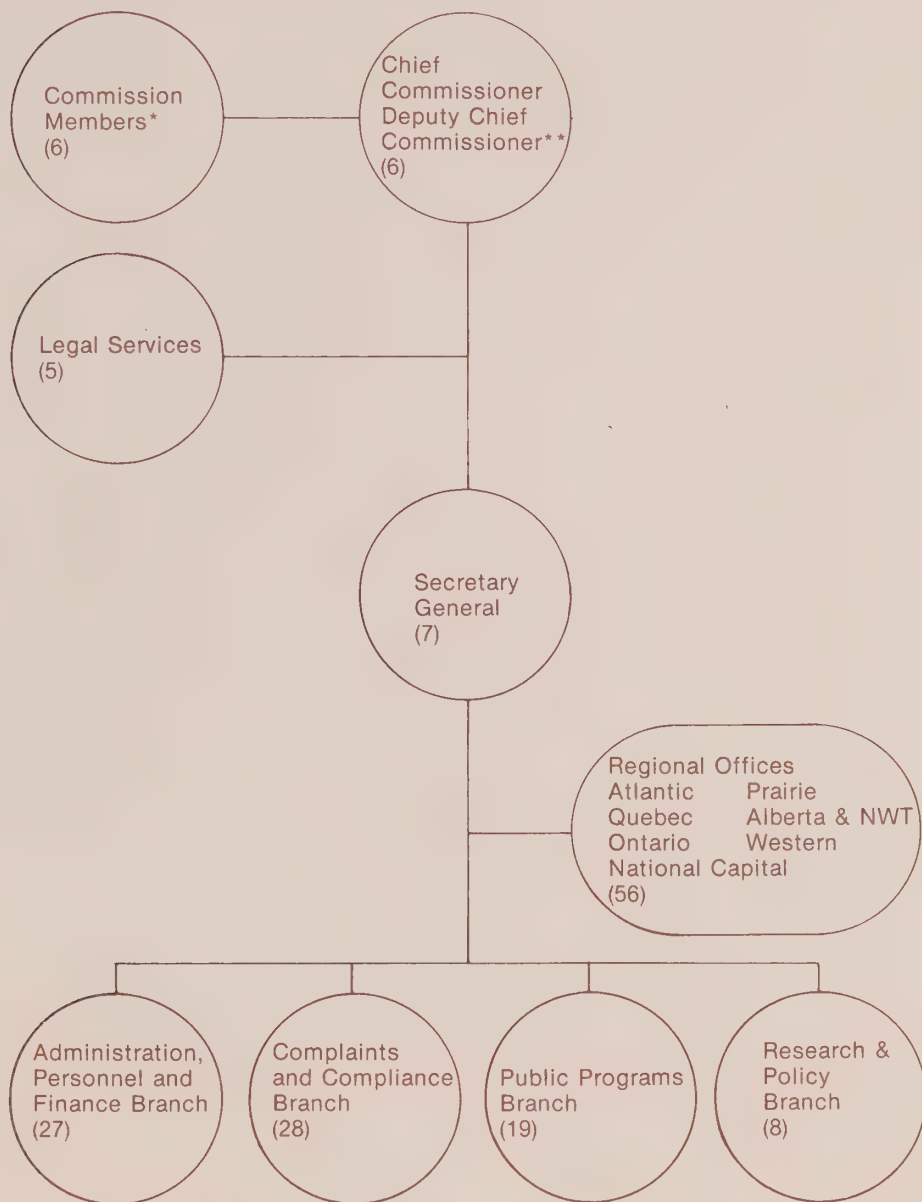 Commission
Members*
(6)
Chief
Commissioner
Deputy Chief
Commissioner**
(6)
Legal Services
(5)
Secretary
General
(7)
Regional Offices
Atlantic Prairie
Quebec Alberta & NWT
Ontario Western
National Capital
(56)
Administration,
Personnel and
Finance Branch
(27)
Complaints
and Compliance
Branch
(28)
Public Programs
Branch
(19)
Research &
Policy
Branch
(8)